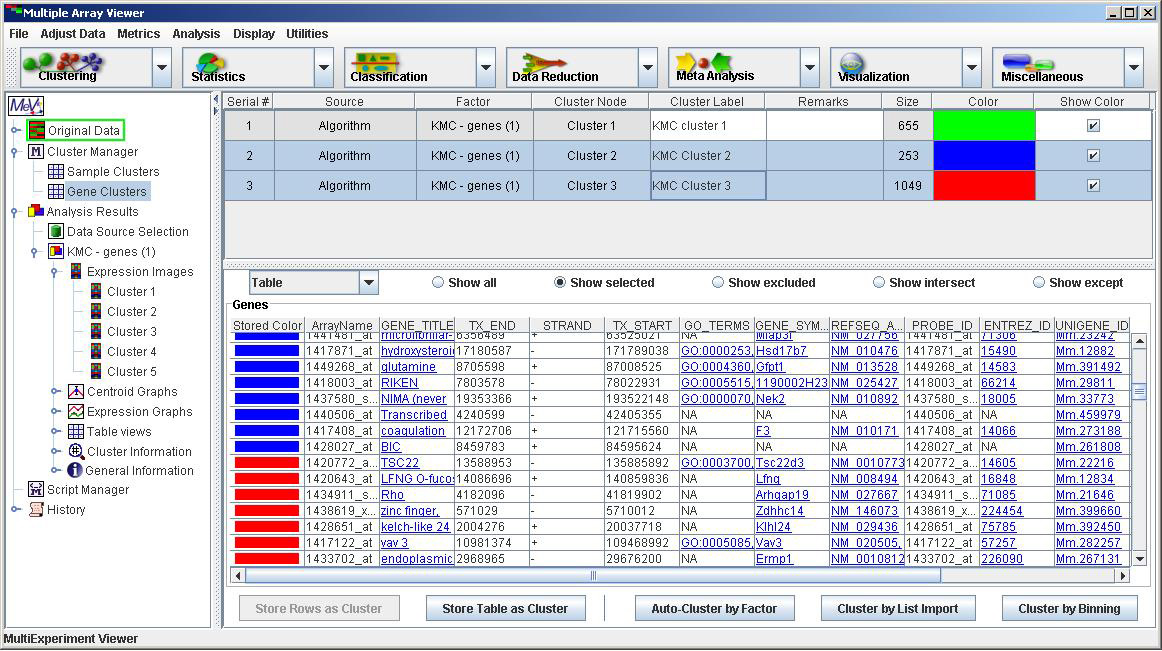 Multiple Array Viewer
File Adjust Data Metrics Analysis Display Utilities
Clustering Statistics Classification Data Reduction Meta Analysis Visualization Miscellaneous
MeV
Original Data
Cluster Manager
Sample Clusters
Gene Clusters
Analysis Results
Data Source Selection
KMC - genes (1)
Expression Images
Cluster 1
Cluster 2
Cluster 3
Cluster 4
Cluster 5
Centroid Graphs
Expression Graphs
Table views
Cluster Information
General Information
Script Manager
History
Serial # Source Factor Cluster Node Cluster Label Remarks Size Color Show Color
1 Algorithm KMC - genes (1) Cluster 1 KMC cluster 1 655
2 Algorithm KMC - genes (1) Cluster 2 KMC Cluster 2 253
3 Algorithm KMC - genes (1) Cluster 3 KMC Cluster 3 1049
Table Show all Show selected Show excluded Show intersect Show except
Genes
Stored Color ArrayName GENE_TITLE TX_END STRAND TX_START GO_TERMS GENE_SYM... REFSEQ_A... PROBE_ID ENTREZ_ID UNIGENE_ID
1441481_at microfibrillar- 6356489 + 63525021 NA Mfap3l NM_027756 1441481_at 71306 Mm.23242
1417871_at hydroxysteroi 17180587 - 171789038 GO:0000253, Hsd17b7 NM_010476 1417871_at 15490 Mm.12882
1449268_at glutamine 8705598 + 87008525 GO:0004360, Gfpt1 NM_013528 1449268_at 14583 Mm.391492
1418003_at RIKEN 7803578 - 78022931 GO:0005515, 1190002H23 NM_025427 1418003_at 66214 Mm.29811
1437580_s... NIMA (never 19353366 + 193522148 GO:0000070, Nek2 NM_010892 1437580_s... 18005 Mm.33773
1440506_at Transcribed 4240599 - 42405355 NA NA NA 1440506_at NA Mm.459979
1417408_at coagulation 12172706 + 121715560 NA F3 NM_010171 1417408_at 14066 Mm.273188
1428027_at BIC 8459783 + 84595624 NA NA NA 1428027_at NA Mm.261808
1420772_a... TSC22 13588953 - 135885892 GO:0003700, Tsc22d3 NM_0010773 1420772_a... 14605 Mm.22216
1420643_at LFNG O-fuco 14086696 + 140859836 NA Lfng NM_008494 1420643_at 16848 Mm.12834
1434911_s... Rho 4182096 - 41819902 NA Arhgap19 NM_027667 1434911_s... 71085 Mm.21646
1438619_x... zinc finger, 571029 - 5710012 NA Zdhhc14 NM_146073 1438619_x... 224454 Mm.399660
1428651_at kelch-like 24 2004276 + 20037718 NA Klhl24 NM_029436 1428651_at 75785 Mm.392450
1417122_at vav 3 10981374 + 109468992 GO:0005085, Vav3 NM_020505, 1417122_at 57257 Mm.282257
1433702_at endoplasmic 2968965 - 29676200 NA Ermp1 NM_0010812 1433702_at 226090 Mm.267131
Store Rows as Cluster Store Table as Cluster Auto-Cluster by Factor Cluster by List Import Cluster by Binning
MultiExperiment Viewer